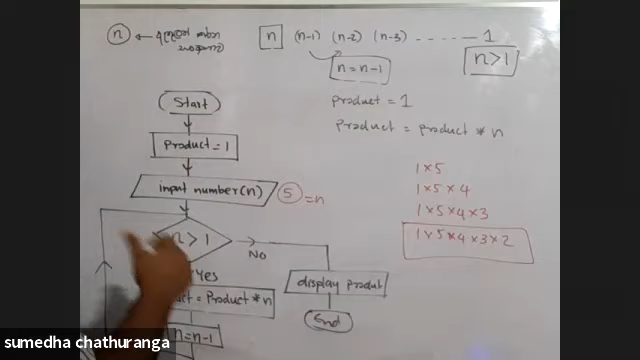 n
n (n-1) (n-2) (n-3) ------ 1
n = n-1
n>1
product = 1
product = product * n
Start
product = 1
input number(n)
5 = n
n > 1
NO
Yes
= Product * n
n = n-1
display produt
End
1 x 5
1 x 5 x 4
1 x 5 x 4 x 3
1 x 5 x 4 x 3 x 2
sumedha chathuranga